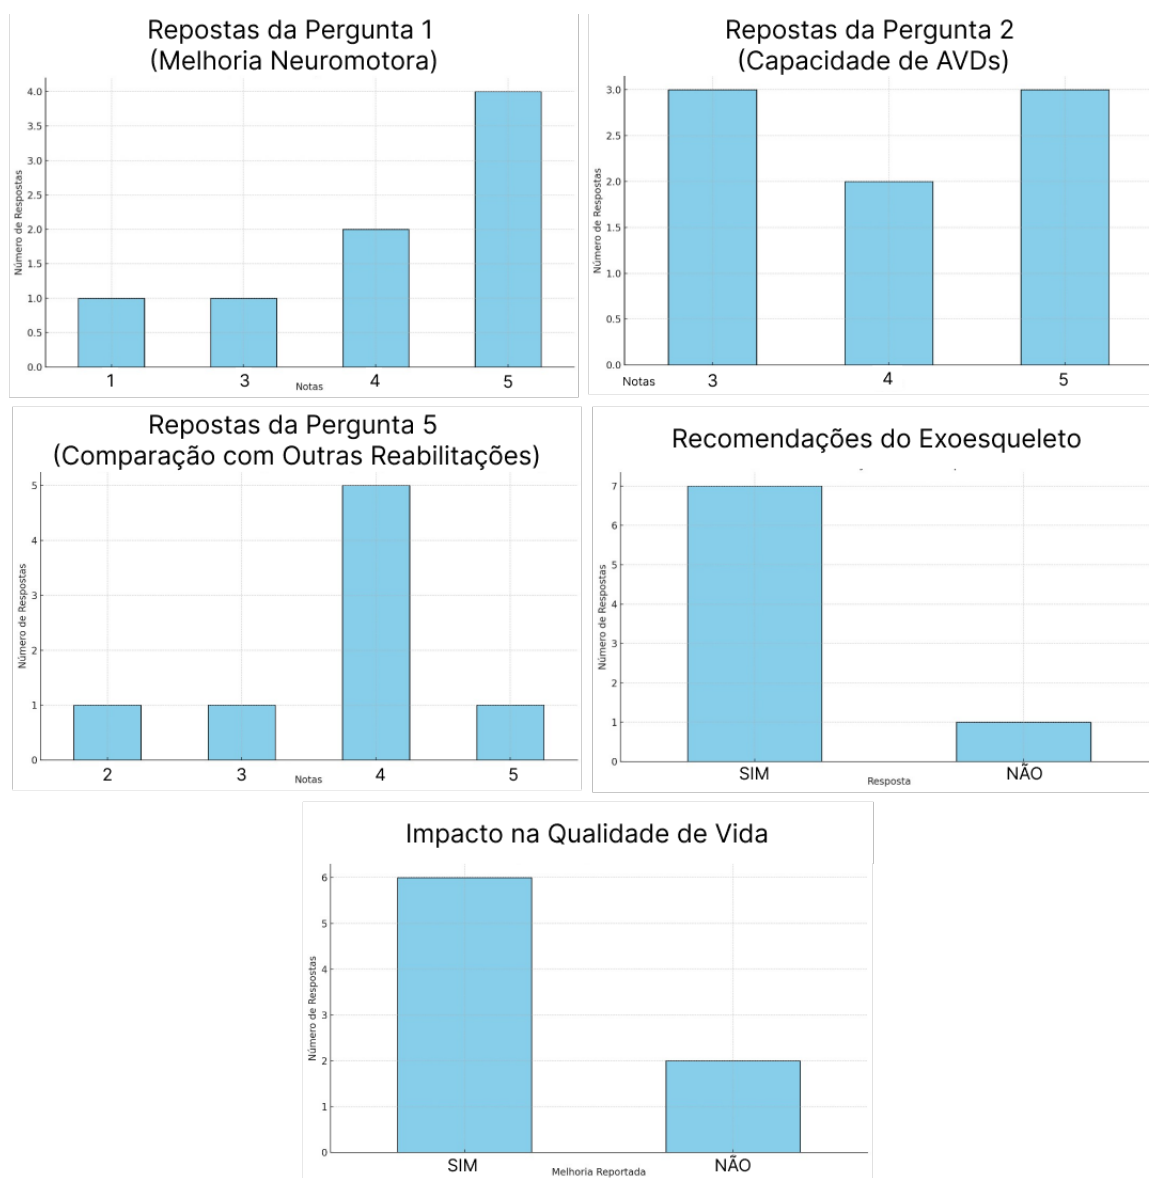 Repostas da Pergunta 1
(Melhoria Neuromotora)
Número de Respostas
4.0
3.5
3.0
2.5
2.0
1.5
1.0
0.5
0.0
1
3
4
5
Notas
Repostas da Pergunta 2
(Capacidade de AVDs)
Número de Respostas
3.0
2.5
2.0
1.5
1.0
0.5
0.0
Notas
3
4
5
Repostas da Pergunta 5
(Comparação com Outras Reabilitações)
Número de Respostas
5
4
3
2
1
0
2
3
4
5
Notas
Recomendações do Exoesqueleto
Número de Respostas
7
6
5
4
3
2
1
0
SIM
NÃO
Resposta
Impacto na Qualidade de Vida
Número de Respostas
6
5
4
3
2
1
0
SIM
NÃO
Melhoria Reportada